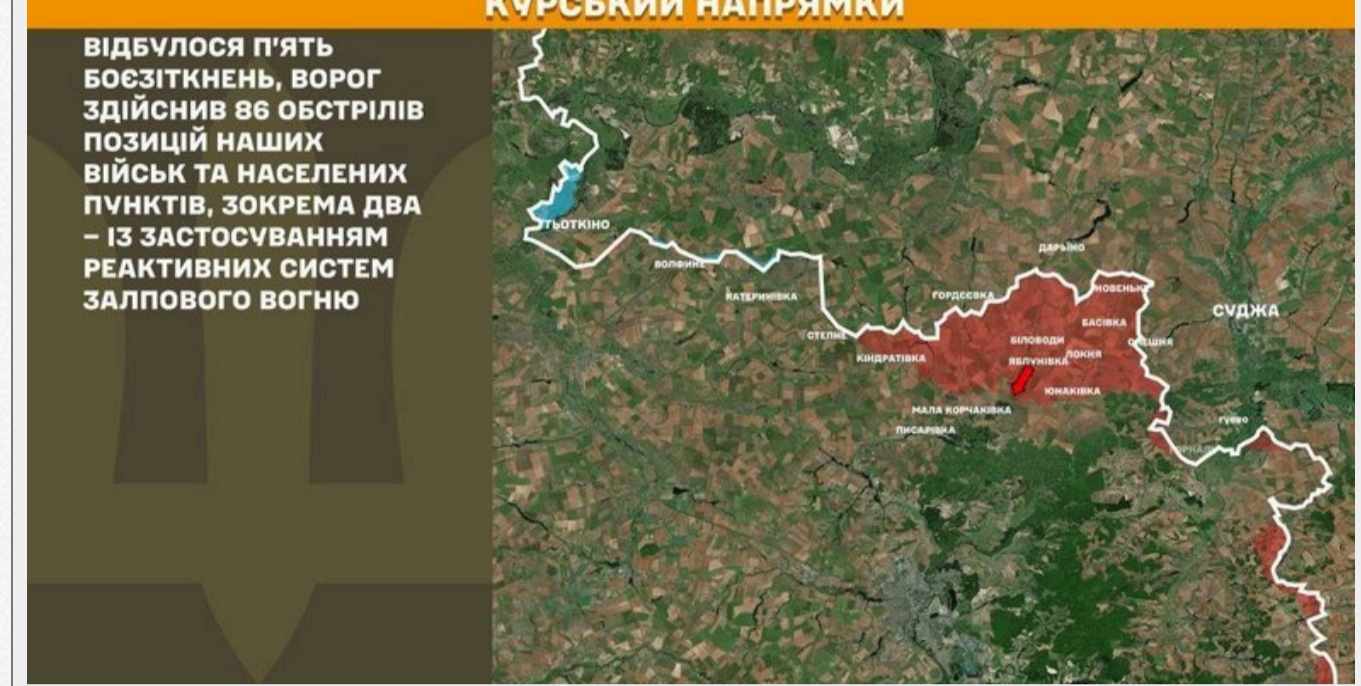 КУРСЬКИЙ НАПРЯМКИ
ВІДБУЛОСЯ П'ЯТЬ
БОЄЗІТКНЕНЬ, ВОРОГ
ЗДІЙСНИВ 86 ОБСТРІЛІВ
ПОЗИЦІЙ НАШИХ
ВІЙСЬК ТА НАСЕЛЕНИХ
ПУНКТІВ, ЗОКРЕМА ДВА
– ІЗ ЗАСТОСУВАННЯМ
РЕАКТИВНИХ СИСТЕМ
ЗАЛПОВОГО ВОГНЮ
ТЬОТКІНО
ДАРЬЇНО
ВОЛФИНЕ
КАТЕРИНІВКА
ГОРДЄЄВКА
СУДЖА
БАСІВКА
СТЕПНЕ
БІЛОВОДИ
ЛОКНЯ
КІНДРАТІВКА
ЯБЛУНІВКА
ЮНАКІВКА
МАЛА КОРЧАКІВКА
ГУЄВО
ПИСАРІВКА